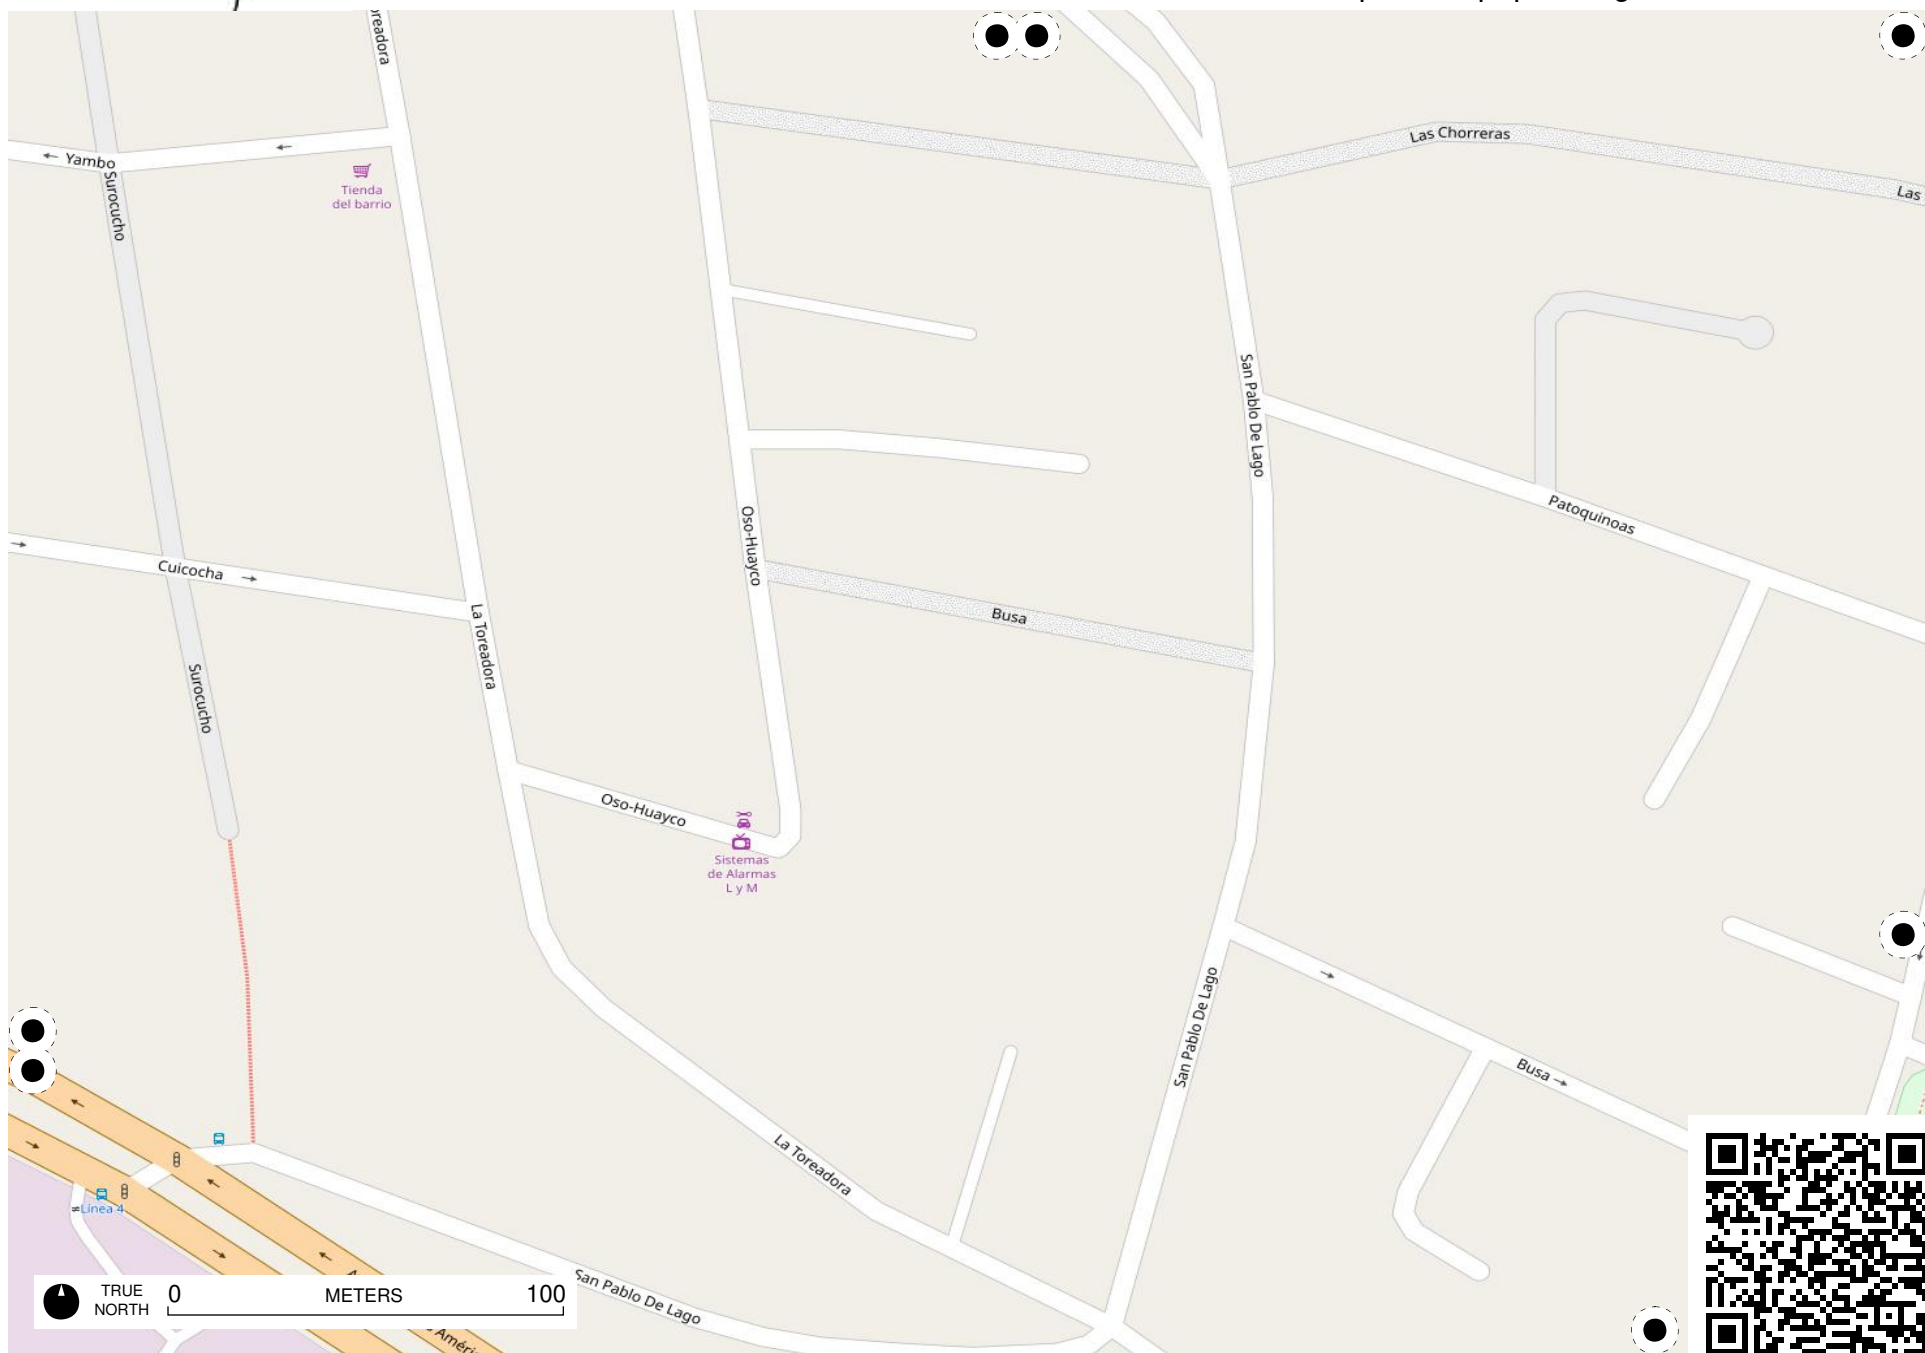 Las Chorreras
Yambo
Tienda
del barrio
Las
Surocucho
San Pablo De Lago
Patoquinoas
Oso-Huayco
Cuicocha
Busa
La Toreadora
Surocucho
Oso-Huayco
Sistemas
de Alarmas
L y M
San Pablo De Lago
Busa
La Toreadora
Línea 4
San Pablo De Lago
TRUE
NORTH
0
METERS
100